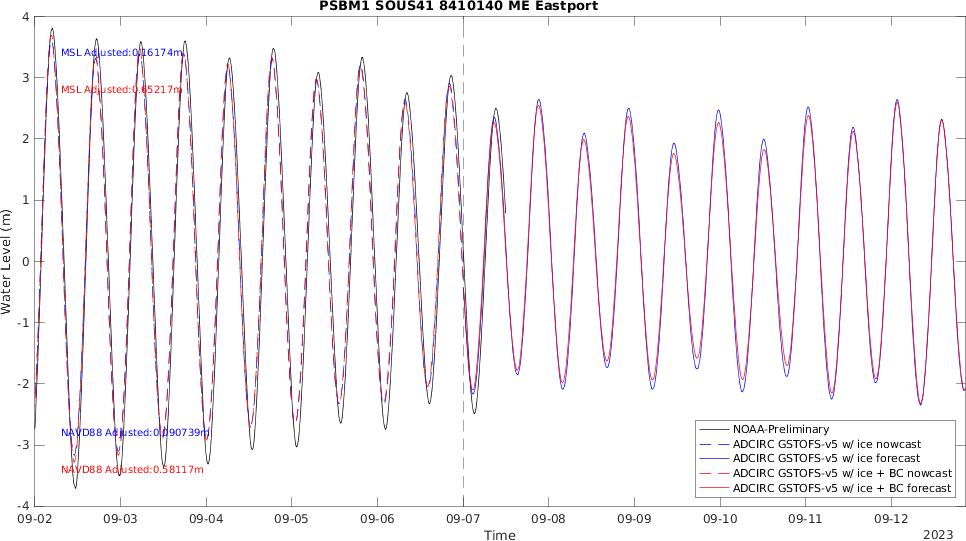 PSBM1 SOUS41 8410140 ME Eastport
4
3
2
1
0
-1
-2
-3
-4
Water Level (m)
MSL Adjusted:0.16174m
MSL Adjusted:0.65217m
NAVD88 Adjusted:0.090739m
NAVD88 Adjusted:0.58117m
NOAA-Preliminary
ADCIRC GSTOFS-v5 w/ ice nowcast
ADCIRC GSTOFS-v5 w/ ice forecast
ADCIRC GSTOFS-v5 w/ ice + BC nowcast
ADCIRC GSTOFS-v5 w/ ice + BC forecast
09-02 09-03 09-04 09-05 09-06 09-07 09-08 09-09 09-10 09-11 09-12
Time
2023